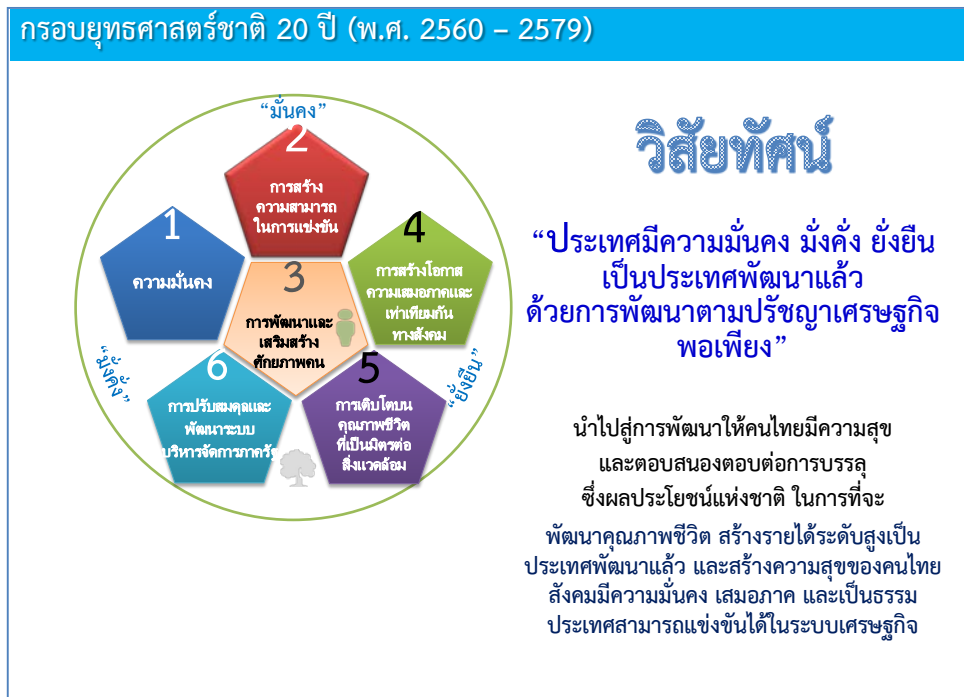 กรอบยุทธศาสตร์ชาติ 20 ปี (พ.ศ. 2560 – 2579)
“มั่นคง”
2
การสร้าง
ความสามารถ
ในการแข่งขัน
1
ความมั่นคง
4
การสร้างโอกาส
ความเสมอภาคและ
เท่าเทียมกัน
ทางสังคม
3
การพัฒนาและ
เสริมสร้าง
ศักยภาพคน
“มั่งคั่ง”
6
การปรับสมดุลและ
พัฒนาระบบ
บริหารจัดการภาครัฐ
5
การเติบโตบน
คุณภาพชีวิต
ที่เป็นมิตรต่อ
สิ่งแวดล้อม
“ยั่งยืน”
วิสัยทัศน์
“ประเทศมีความมั่นคง มั่งคั่ง ยั่งยืน
เป็นประเทศพัฒนาแล้ว
ด้วยการพัฒนาตามปรัชญาเศรษฐกิจ
พอเพียง”
นำไปสู่การพัฒนาให้คนไทยมีความสุข
และตอบสนองตอบต่อการบรรลุ
ซึ่งผลประโยชน์แห่งชาติ ในการที่จะ
พัฒนาคุณภาพชีวิต สร้างรายได้ระดับสูงเป็น
ประเทศพัฒนาแล้ว และสร้างความสุขของคนไทย
สังคมมีความมั่นคง เสมอภาค และเป็นธรรม
ประเทศสามารถแข่งขันได้ในระบบเศรษฐกิจ